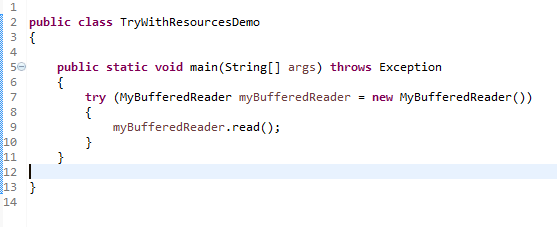 1
2 public class TryWithResourcesDemo
3 {
4
5 public static void main(String[] args) throws Exception
6 {
7 try (MyBufferedReader myBufferedReader = new MyBufferedReader())
8 {
9 myBufferedReader.read();
10 }
11 }
12
13 }
14